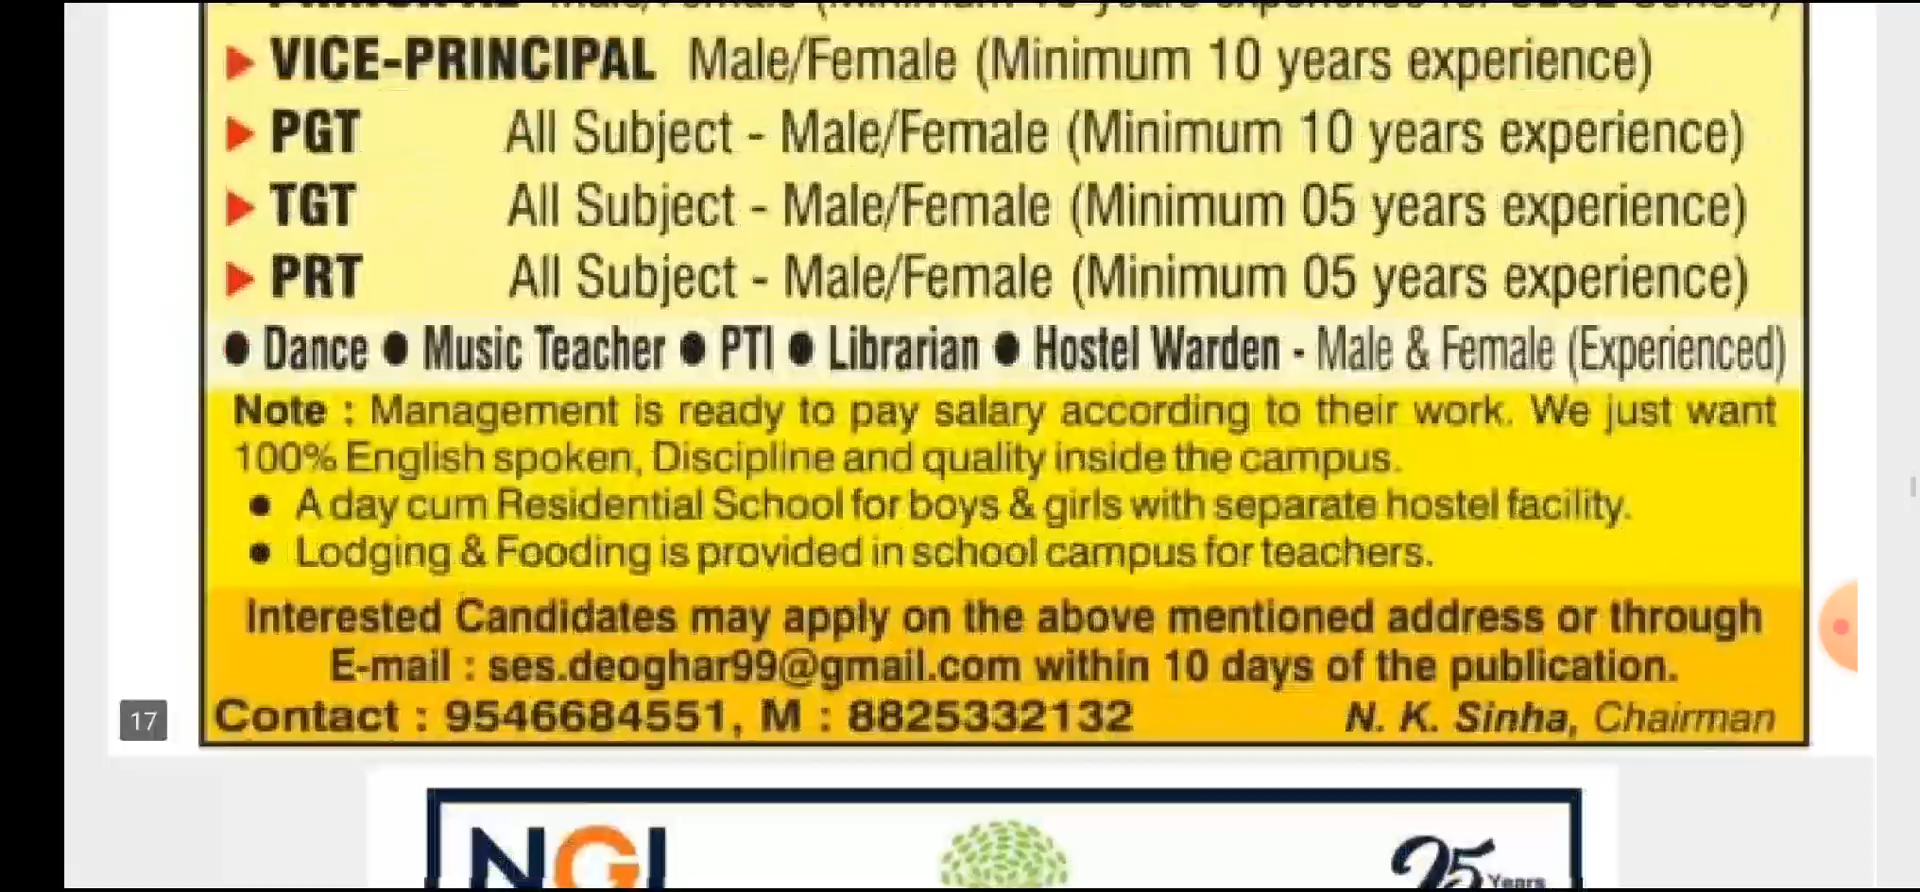 ▶ VICE-PRINCIPAL Male/Female (Minimum 10 years experience)
▶ PGT All Subject - Male/Female (Minimum 10 years experience)
▶ TGT All Subject - Male/Female (Minimum 05 years experience)
▶ PRT All Subject - Male/Female (Minimum 05 years experience)
● Dance ● Music Teacher ● PTI ● Librarian ● Hostel Warden - Male & Female (Experienced)
Note : Management is ready to pay salary according to their work. We just want
100% English spoken, Discipline and quality inside the campus.
● A day cum Residential School for boys & girls with separate hostel facility.
● Lodging & Fooding is provided in school campus for teachers.
Interested Candidates may apply on the above mentioned address or through
E-mail : ses.deoghar99@gmail.com within 10 days of the publication.
Contact : 9546684551, M : 8825332132 N. K. Sinha, Chairman
17
NGI 25 Years